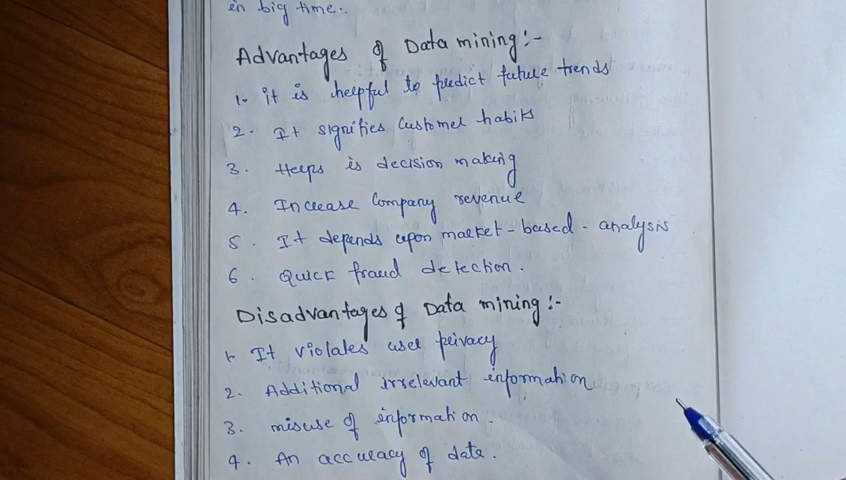 in big time.
Advantages of Data mining:-
1. it is helpful to predict future trends
2. It signifies customer habits
3. Helps is decision making
4. Increase Company revenue
5. It depends upon market-based-analysis
6. Quick fraud detection.
Disadvantages of Data mining:-
1. It violates user privacy
2. Additional irrelevant information
3. misuse of information.
4. An accuracy of data.